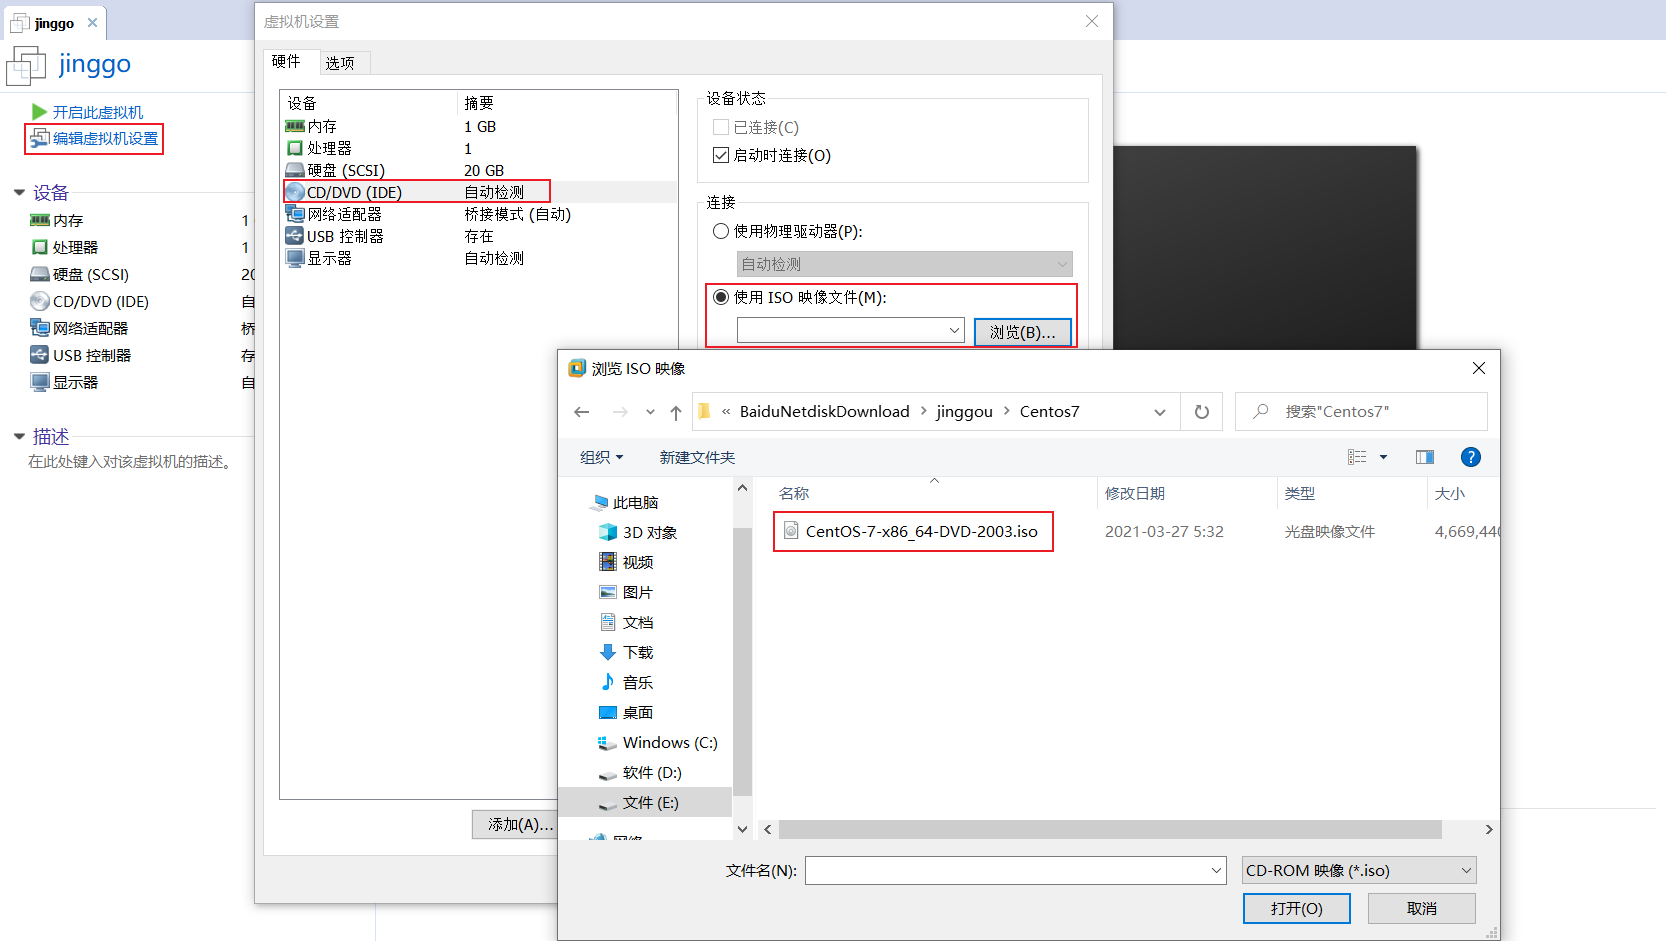 jinggo
jinggo
开启此虚拟机
编辑虚拟机设置
设备
内存 1
处理器 1
硬盘 (SCSI) 20
CD/DVD (IDE) 自
网络适配器 桥
USB 控制器 存
显示器 自
描述
在此处键入对该虚拟机的描述。
虚拟机设置
硬件 选项
设备 摘要
内存 1 GB
处理器 1
硬盘 (SCSI) 20 GB
CD/DVD (IDE) 自动检测
网络适配器 桥接模式 (自动)
USB 控制器 存在
显示器 自动检测
添加(A)...
设备状态
已连接(C)
启动时连接(O)
连接
使用物理驱动器(P):
自动检测
使用 ISO 映像文件(M):
浏览(B)...
浏览 ISO 映像
« BaiduNetdiskDownload › jinggou › Centos7
搜索"Centos7"
组织 新建文件夹
此电脑
3D 对象
视频
图片
文档
下载
音乐
桌面
Windows (C:)
软件 (D:)
文件 (E:)
网络
名称 修改日期 类型 大小
CentOS-7-x86_64-DVD-2003.iso 2021-03-27 5:32 光盘映像文件 4,669,440
文件名(N):
CD-ROM 映像 (*.iso)
打开(O) 取消